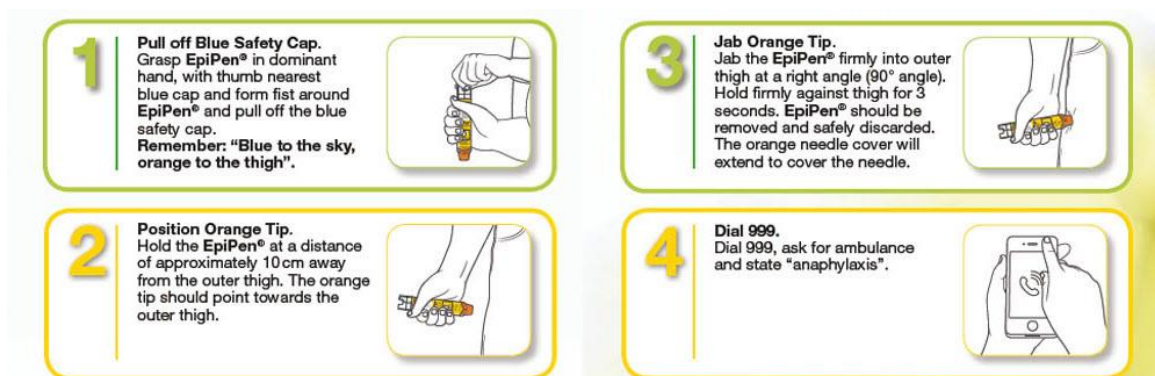 1
Pull off Blue Safety Cap.
Grasp EpiPen® in dominant
hand, with thumb nearest
blue cap and form fist around
EpiPen® and pull off the blue
safety cap.
Remember: “Blue to the sky,
orange to the thigh”.
2
Position Orange Tip.
Hold the EpiPen® at a distance
of approximately 10cm away
from the outer thigh. The orange
tip should point towards the
outer thigh.
3
Jab Orange Tip.
Jab the EpiPen® firmly into outer
thigh at a right angle (90° angle).
Hold firmly against thigh for 3
seconds. EpiPen® should be
removed and safely discarded.
The orange needle cover will
extend to cover the needle.
4
Dial 999.
Dial 999, ask for ambulance
and state “anaphylaxis”.